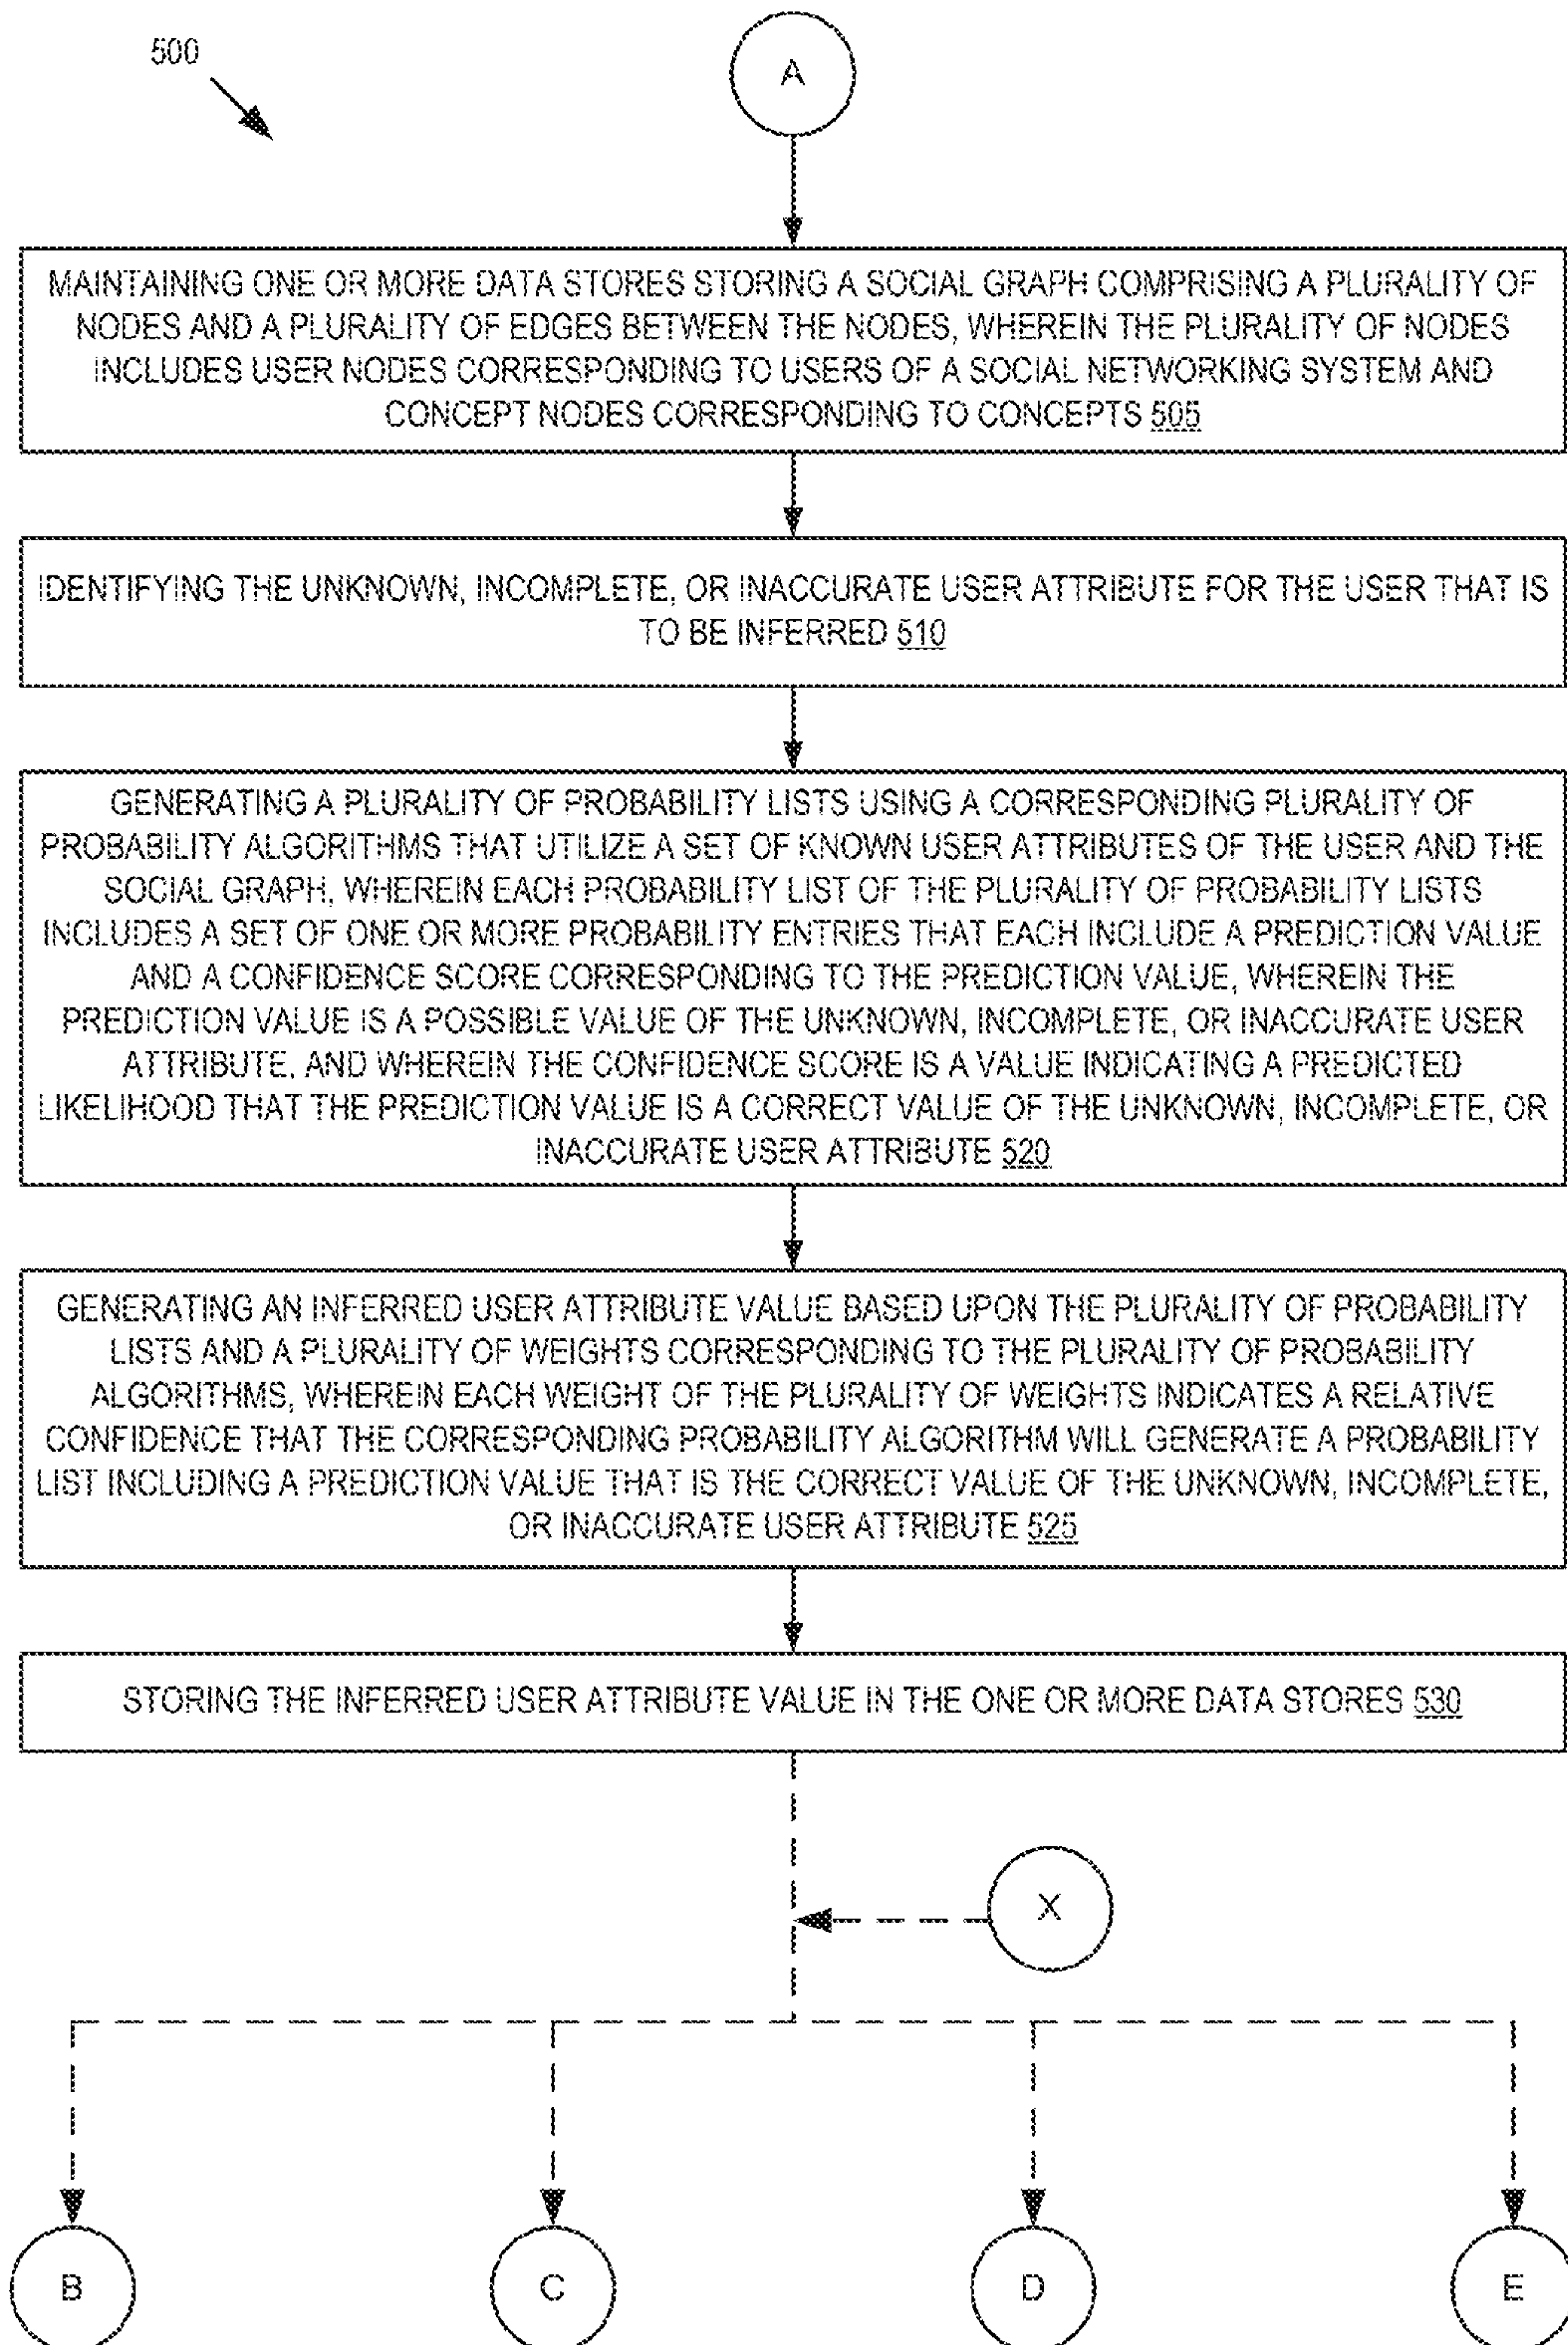 500
A
MAINTAINING ONE OR MORE DATA STORES STORING A SOCIAL GRAPH COMPRISING A PLURALITY OF
NODES AND A PLURALITY OF EDGES BETWEEN THE NODES, WHEREIN THE PLURALITY OF NODES
INCLUDES USER NODES CORRESPONDING TO USERS OF A SOCIAL NETWORKING SYSTEM AND
CONCEPT NODES CORRESPONDING TO CONCEPTS 505
IDENTIFYING THE UNKNOWN, INCOMPLETE, OR INACCURATE USER ATTRIBUTE FOR THE USER THAT IS
TO BE INFERRED 510
GENERATING A PLURALITY OF PROBABILITY LISTS USING A CORRESPONDING PLURALITY OF
PROBABILITY ALGORITHMS THAT UTILIZE A SET OF KNOWN USER ATTRIBUTES OF THE USER AND THE
SOCIAL GRAPH, WHEREIN EACH PROBABILITY LIST OF THE PLURALITY OF PROBABILITY LISTS
INCLUDES A SET OF ONE OR MORE PROBABILITY ENTRIES THAT EACH INCLUDE A PREDICTION VALUE
AND A CONFIDENCE SCORE CORRESPONDING TO THE PREDICTION VALUE, WHEREIN THE
PREDICTION VALUE IS A POSSIBLE VALUE OF THE UNKNOWN, INCOMPLETE, OR INACCURATE USER
ATTRIBUTE, AND WHEREIN THE CONFIDENCE SCORE IS A VALUE INDICATING A PREDICTED
LIKELIHOOD THAT THE PREDICTION VALUE IS A CORRECT VALUE OF THE UNKNOWN, INCOMPLETE, OR
INACCURATE USER ATTRIBUTE 520
GENERATING AN INFERRED USER ATTRIBUTE VALUE BASED UPON THE PLURALITY OF PROBABILITY
LISTS AND A PLURALITY OF WEIGHTS CORRESPONDING TO THE PLURALITY OF PROBABILITY
ALGORITHMS, WHEREIN EACH WEIGHT OF THE PLURALITY OF WEIGHTS INDICATES A RELATIVE
CONFIDENCE THAT THE CORRESPONDING PROBABILITY ALGORITHM WILL GENERATE A PROBABILITY
LIST INCLUDING A PREDICTION VALUE THAT IS THE CORRECT VALUE OF THE UNKNOWN, INCOMPLETE,
OR INACCURATE USER ATTRIBUTE 525
STORING THE INFERRED USER ATTRIBUTE VALUE IN THE ONE OR MORE DATA STORES 530
X
B
C
D
E